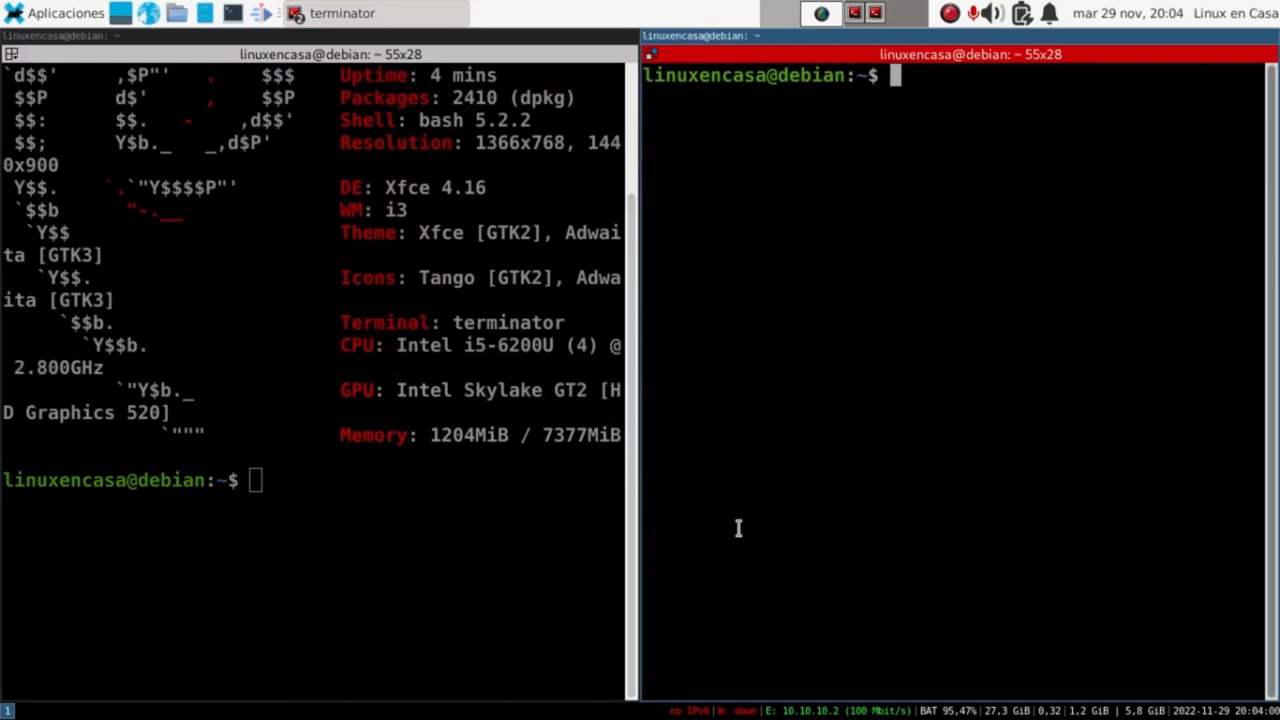 Aplicaciones
terminator
mar 29 nov, 20:04 Linux en Casa
linuxencasa@debian: ~
linuxencasa@debian: ~ 55x28
`d$$'     ,$P"'   .    $$$    Uptime: 4 mins
 $$P      d$'     ,    $$P    Packages: 2410 (dpkg)
 $$:      $$.   -    ,d$$'    Shell: bash 5.2.2
 $$;      Y$b._   _,d$P'      Resolution: 1366x768, 144
0x900
 Y$$.    `.`"Y$$$$P"'         DE: Xfce 4.16
 `$$b      "-.__              WM: i3
  `Y$$                        Theme: Xfce [GTK2], Adwai
ta [GTK3]
   `Y$$.                      Icons: Tango [GTK2], Adwa
ita [GTK3]
     `$$b.                    Terminal: terminator
       `Y$$b.                 CPU: Intel i5-6200U (4) @
 2.800GHz
          `"Y$b._             GPU: Intel Skylake GT2 [H
D Graphics 520]
              `"""            Memory: 1204MiB / 7377MiB
linuxencasa@debian:~$
linuxencasa@debian: ~
linuxencasa@debian: ~ 55x28
linuxencasa@debian:~$
1
no IPv6|W: down|E: 10.10.10.2 (100 Mbit/s)|BAT 95,47%|27,3 GiB|0,32|1,2 GiB | 5,8 GiB|2022-11-29 20:04:00